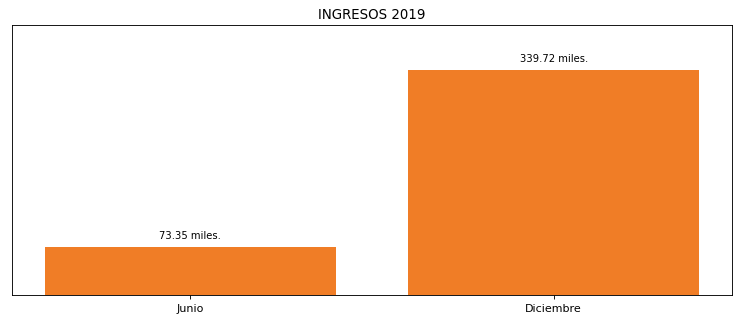 INGRESOS 2019
339.72 miles.
73.35 miles.
Junio
Diciembre